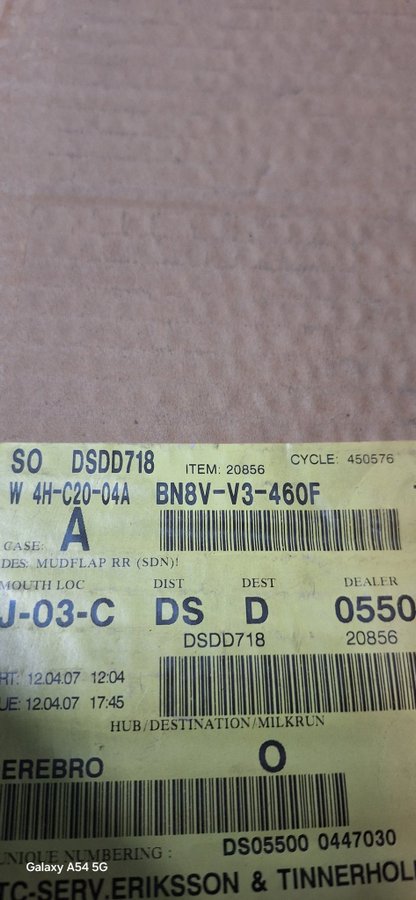 SO DSDD718 ITEM: 20856 CYCLE: 450576
W 4H-C20-04A BN8V-V3-460F
CASE: A
DES: MUDFLAP RR (SDN)!
MOUTH LOC DIST DEST DEALER
J-03-C DS D 0550
DSDD718 20856
RT: 12.04.07 12:04
UE: 12.04.07 17:45
HUB/DESTINATION/MILKRUN
EREBRO O
UNIQUE NUMBERING : DS05500 0447030
TC-SERV.ERIKSSON & TINNERHOL
Galaxy A54 5G